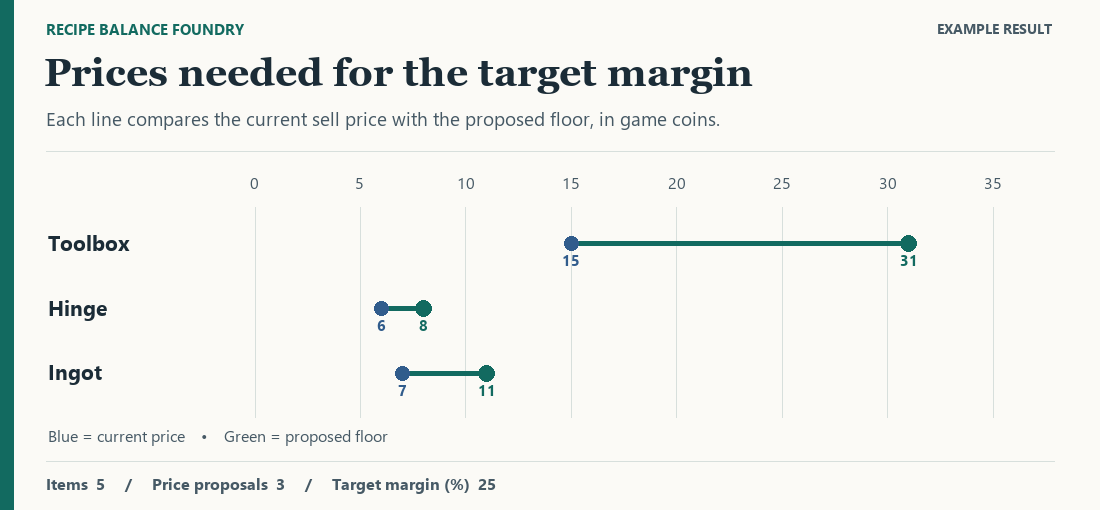 RECIPE BALANCE FOUNDRY
EXAMPLE RESULT
Prices needed for the target margin
Each line compares the current sell price with the proposed floor, in game coins.
0 5 10 15 20 25 30 35
Toolbox
15 31
Hinge
6 8
Ingot
7 11
Blue = current price • Green = proposed floor
Items 5 / Price proposals 3 / Target margin (%) 25